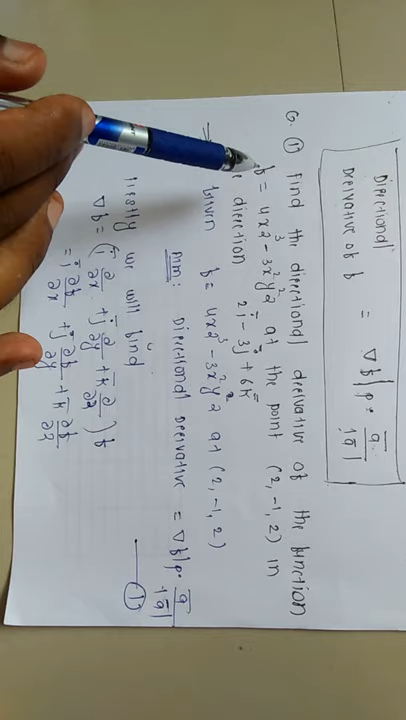 Directional
Derivative of f = ∇f|p. a̅/|a̅|
Q. ① Find th directional derivative of the function
f = 4xz³ - 3x²y²z at the point (2, -1, 2) in
direction 2i̅ - 3j̅ + 6k̅
→ Given f = 4xz³ - 3x²y²z at (2, -1, 2)
Aim: Directional Derivative = ∇f|p. a̅/|a̅| —①
Firstly we will find
∇f = (i̅ ∂/∂x + j̅ ∂/∂y + k̅ ∂/∂z) f
= i̅ ∂f/∂x + j̅ ∂f/∂y + k̅ ∂f/∂z